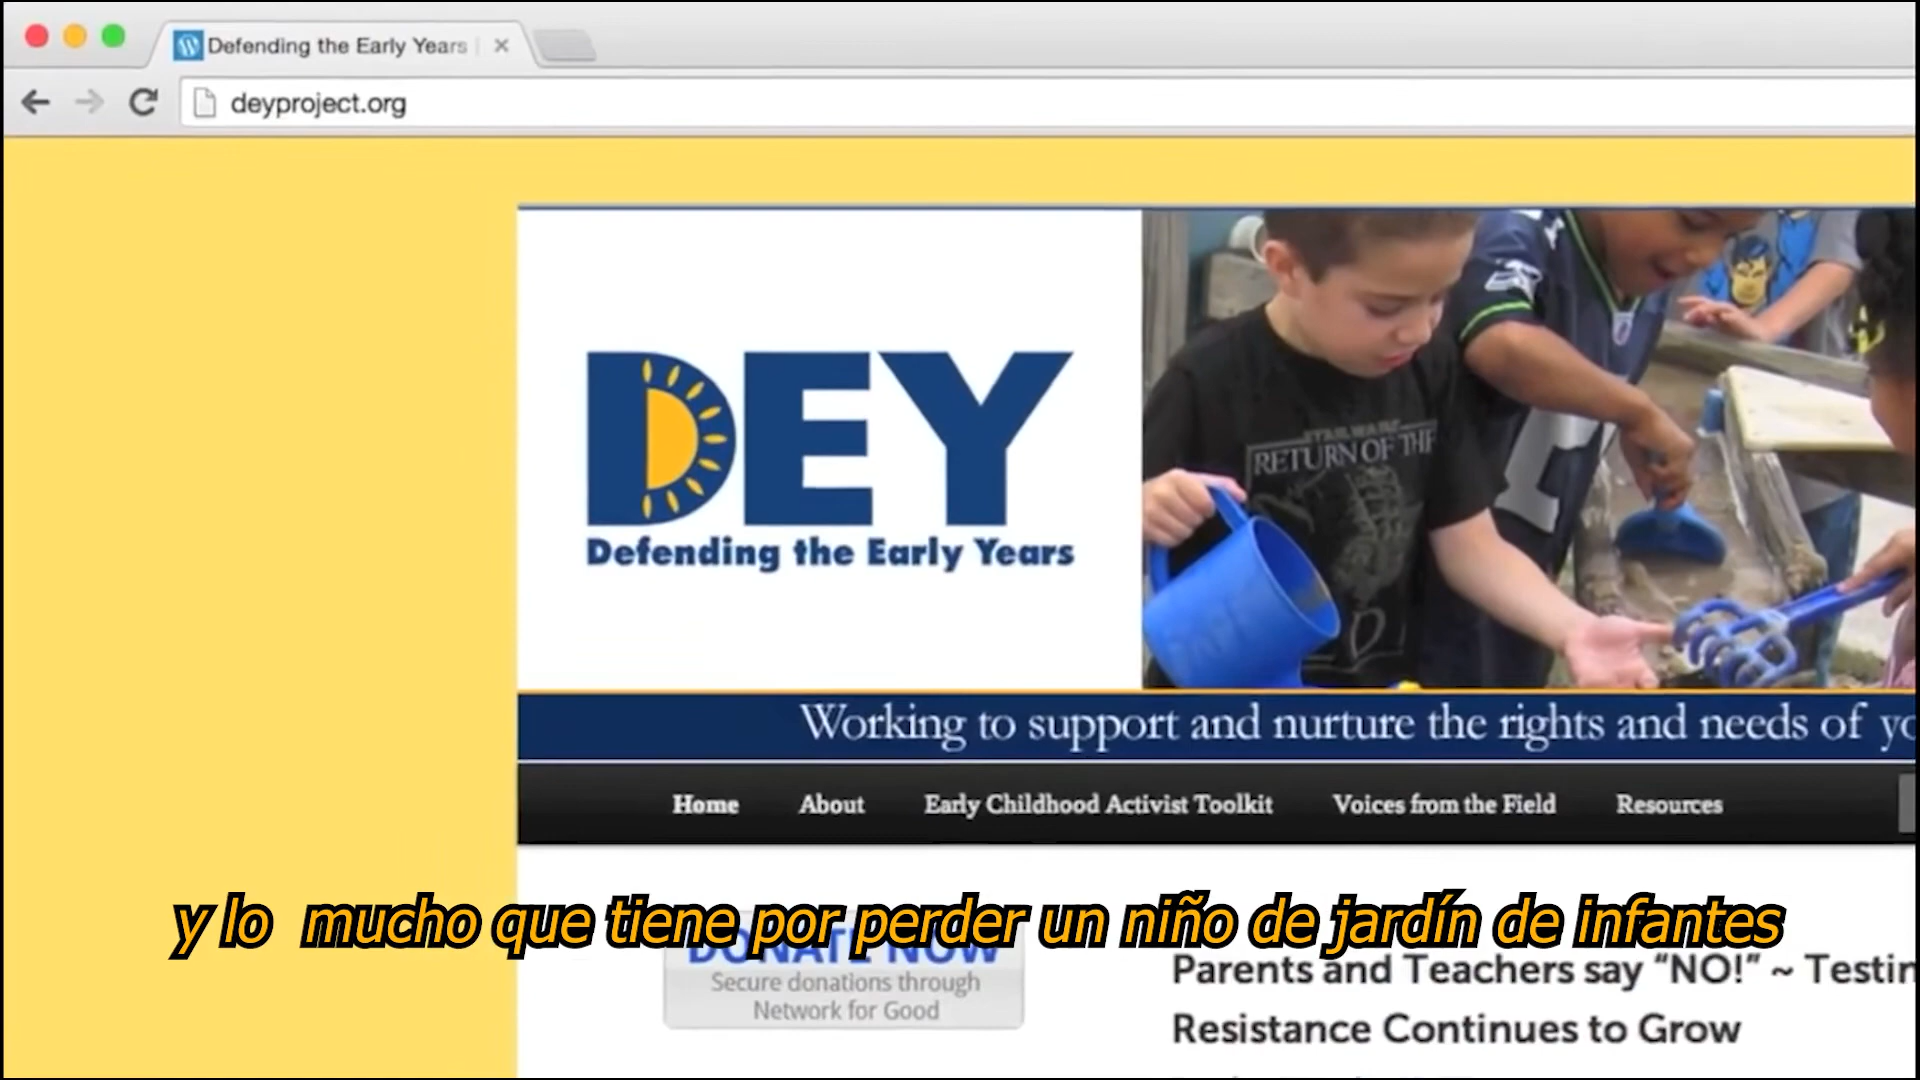 Defending the Early Years
deyproject.org
RETURN OF THE
DEY
Defending the Early Years
Working to support and nurture the rights and needs of
Home About Early Childhood Activist Toolkit Voices from the Field Resources
y lo mucho que tiene por perder un niño de jardín de infantes
DONATE NOW
Secure donations through
Network for Good
Parents and Teachers say “NO!” ~
Resistance Continues to Grow